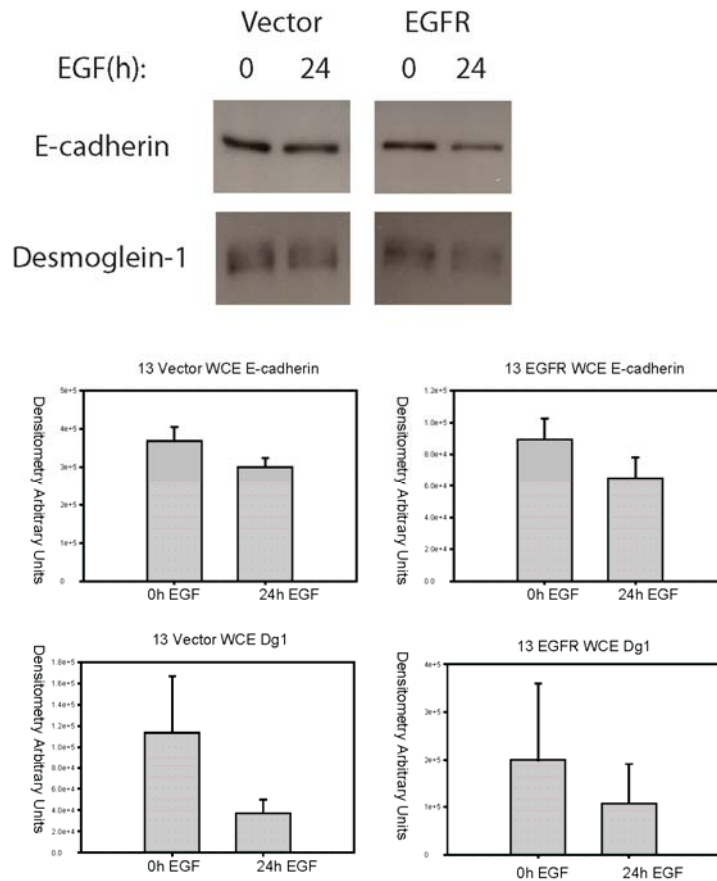 Vector EGFR
EGF(h): 0 24 0 24
E-cadherin
Desmoglein-1
13 Vector WCE E-cadherin
Densitometry Arbitrary Units
5e+5
4e+5
3e+5
2e+5
1e+5
0
0h EGF 24h EGF
13 EGFR WCE E-cadherin
Densitometry Arbitrary Units
1.2e+5
1.0e+5
8.0e+4
6.0e+4
4.0e+4
2.0e+4
0.0
0h EGF 24h EGF
13 Vector WCE Dg1
Densitometry Arbitrary Units
1.8e+5
1.6e+5
1.4e+5
1.2e+5
1.0e+5
8.0e+4
6.0e+4
4.0e+4
2.0e+4
0.0
0h EGF 24h EGF
13 EGFR WCE Dg1
Densitometry Arbitrary Units
4e+5
3e+5
2e+5
1e+5
0
0h EGF 24h EGF